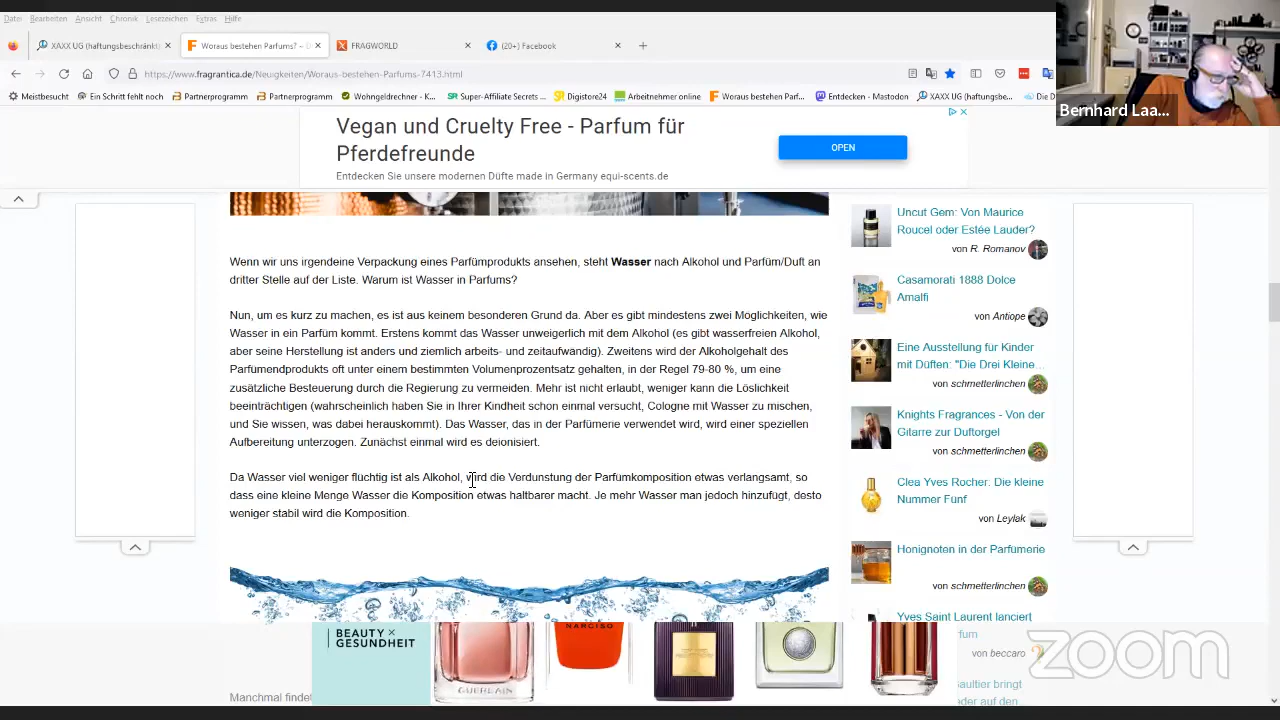 Datei Bearbeiten Ansicht Chronik Lesezeichen Extras Hilfe
XAXX UG (haftungsbeschränkt
Woraus bestehen Parfums? –
FRAGWORLD
(20+) Facebook
https://www.fragrantica.de/Neuigkeiten/Woraus-bestehen-Parfums-7413.html
Meistbesucht
Ein Schritt fehlt noch
Partnerprogramm
Partnerprogramm
Wohngeldrechner - K...
Super-Affiliate Secrets ...
Digistore24
Arbeitnehmer online
Woraus bestehen Parf...
Entdecken - Mastodon
XAXX UG (haftungsbe...
Die D
Bernhard Laa...
Vegan und Cruelty Free - Parfum für
Pferdefreunde
Entdecken Sie unsere modernen Düfte made in Germany equi-scents.de
OPEN
Wenn wir uns irgendeine Verpackung eines Parfümprodukts ansehen, steht Wasser nach Alkohol und Parfüm/Duft an
dritter Stelle auf der Liste. Warum ist Wasser in Parfums?
Nun, um es kurz zu machen, es ist aus keinem besonderen Grund da. Aber es gibt mindestens zwei Möglichkeiten, wie
Wasser in ein Parfüm kommt. Erstens kommt das Wasser unweigerlich mit dem Alkohol (es gibt wasserfreien Alkohol,
aber seine Herstellung ist anders und ziemlich arbeits- und zeitaufwändig). Zweitens wird der Alkoholgehalt des
Parfümendprodukts oft unter einem bestimmten Volumenprozentsatz gehalten, in der Regel 79-80 %, um eine
zusätzliche Besteuerung durch die Regierung zu vermeiden. Mehr ist nicht erlaubt, weniger kann die Löslichkeit
beeinträchtigen (wahrscheinlich haben Sie in Ihrer Kindheit schon einmal versucht, Cologne mit Wasser zu mischen,
und Sie wissen, was dabei herauskommt). Das Wasser, das in der Parfümerie verwendet wird, wird einer speziellen
Aufbereitung unterzogen. Zunächst einmal wird es deionisiert.
Da Wasser viel weniger flüchtig ist als Alkohol, wird die Verdunstung der Parfümkomposition etwas verlangsamt, so
dass eine kleine Menge Wasser die Komposition etwas haltbarer macht. Je mehr Wasser man jedoch hinzufügt, desto
weniger stabil wird die Komposition.
Uncut Gem: Von Maurice
Roucel oder Estée Lauder?
von R. Romanov
Casamorati 1888 Dolce
Amalfi
von Antiope
Eine Ausstellung für Kinder
mit Düften: "Die Drei Kleine...
von schmetterlinchen
Knights Fragrances - Von der
Gitarre zur Duftorgel
von schmetterlinchen
Clea Yves Rocher: Die kleine
Nummer Fünf
von Leylak
Honignoten in der Parfümerie
von schmetterlinchen
Yves Saint Laurent lanciert
rfum
von beccaro
Gaultier bringt
eder auf den
BEAUTY×
GESUNDHEIT
GUERLAIN
NARCISO
Manchmal findet
zoom